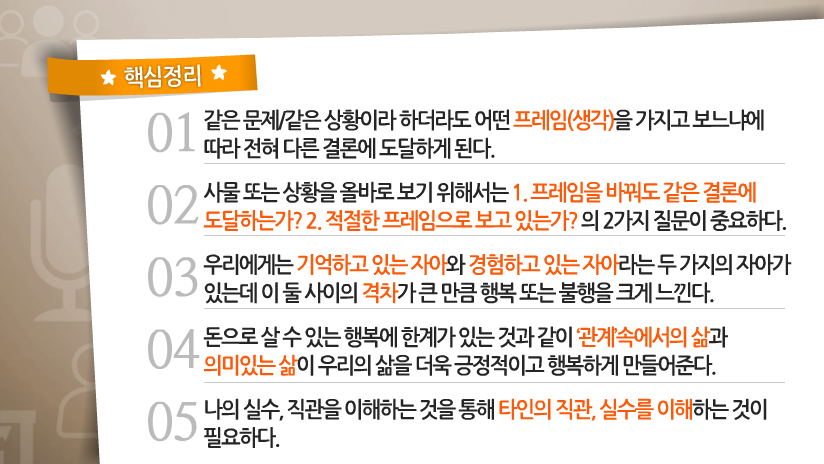 핵심정리
01 같은 문제/같은 상황이라 하더라도 어떤 프레임(생각)을 가지고 보느냐에
따라 전혀 다른 결론에 도달하게 된다.
02 사물 또는 상황을 올바로 보기 위해서는 1. 프레임을 바꿔도 같은 결론에
도달하는가? 2. 적절한 프레임으로 보고 있는가? 의 2가지 질문이 중요하다.
03 우리에게는 기억하고 있는 자아와 경험하고 있는 자아라는 두 가지의 자아가
있는데 이 둘 사이의 격차가 큰 만큼 행복 또는 불행을 크게 느낀다.
04 돈으로 살 수 있는 행복에 한계가 있는 것과 같이 ‘관계’속에서의 삶과
의미있는 삶이 우리의 삶을 더욱 긍정적이고 행복하게 만들어준다.
05 나의 실수, 직관을 이해하는 것을 통해 타인의 직관, 실수를 이해하는 것이
필요하다.